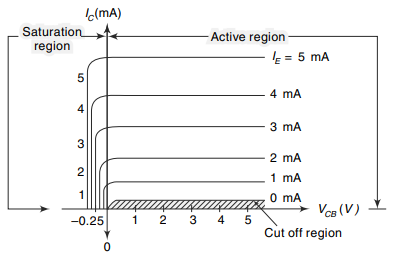 I_C(mA)
Saturation region
Active region
I_E = 5 mA
5
4 mA
4
3 mA
3
2 mA
2
1 mA
1
0 mA
V_CB (V)
–0.25
1 2 3 4 5
Cut off region
0